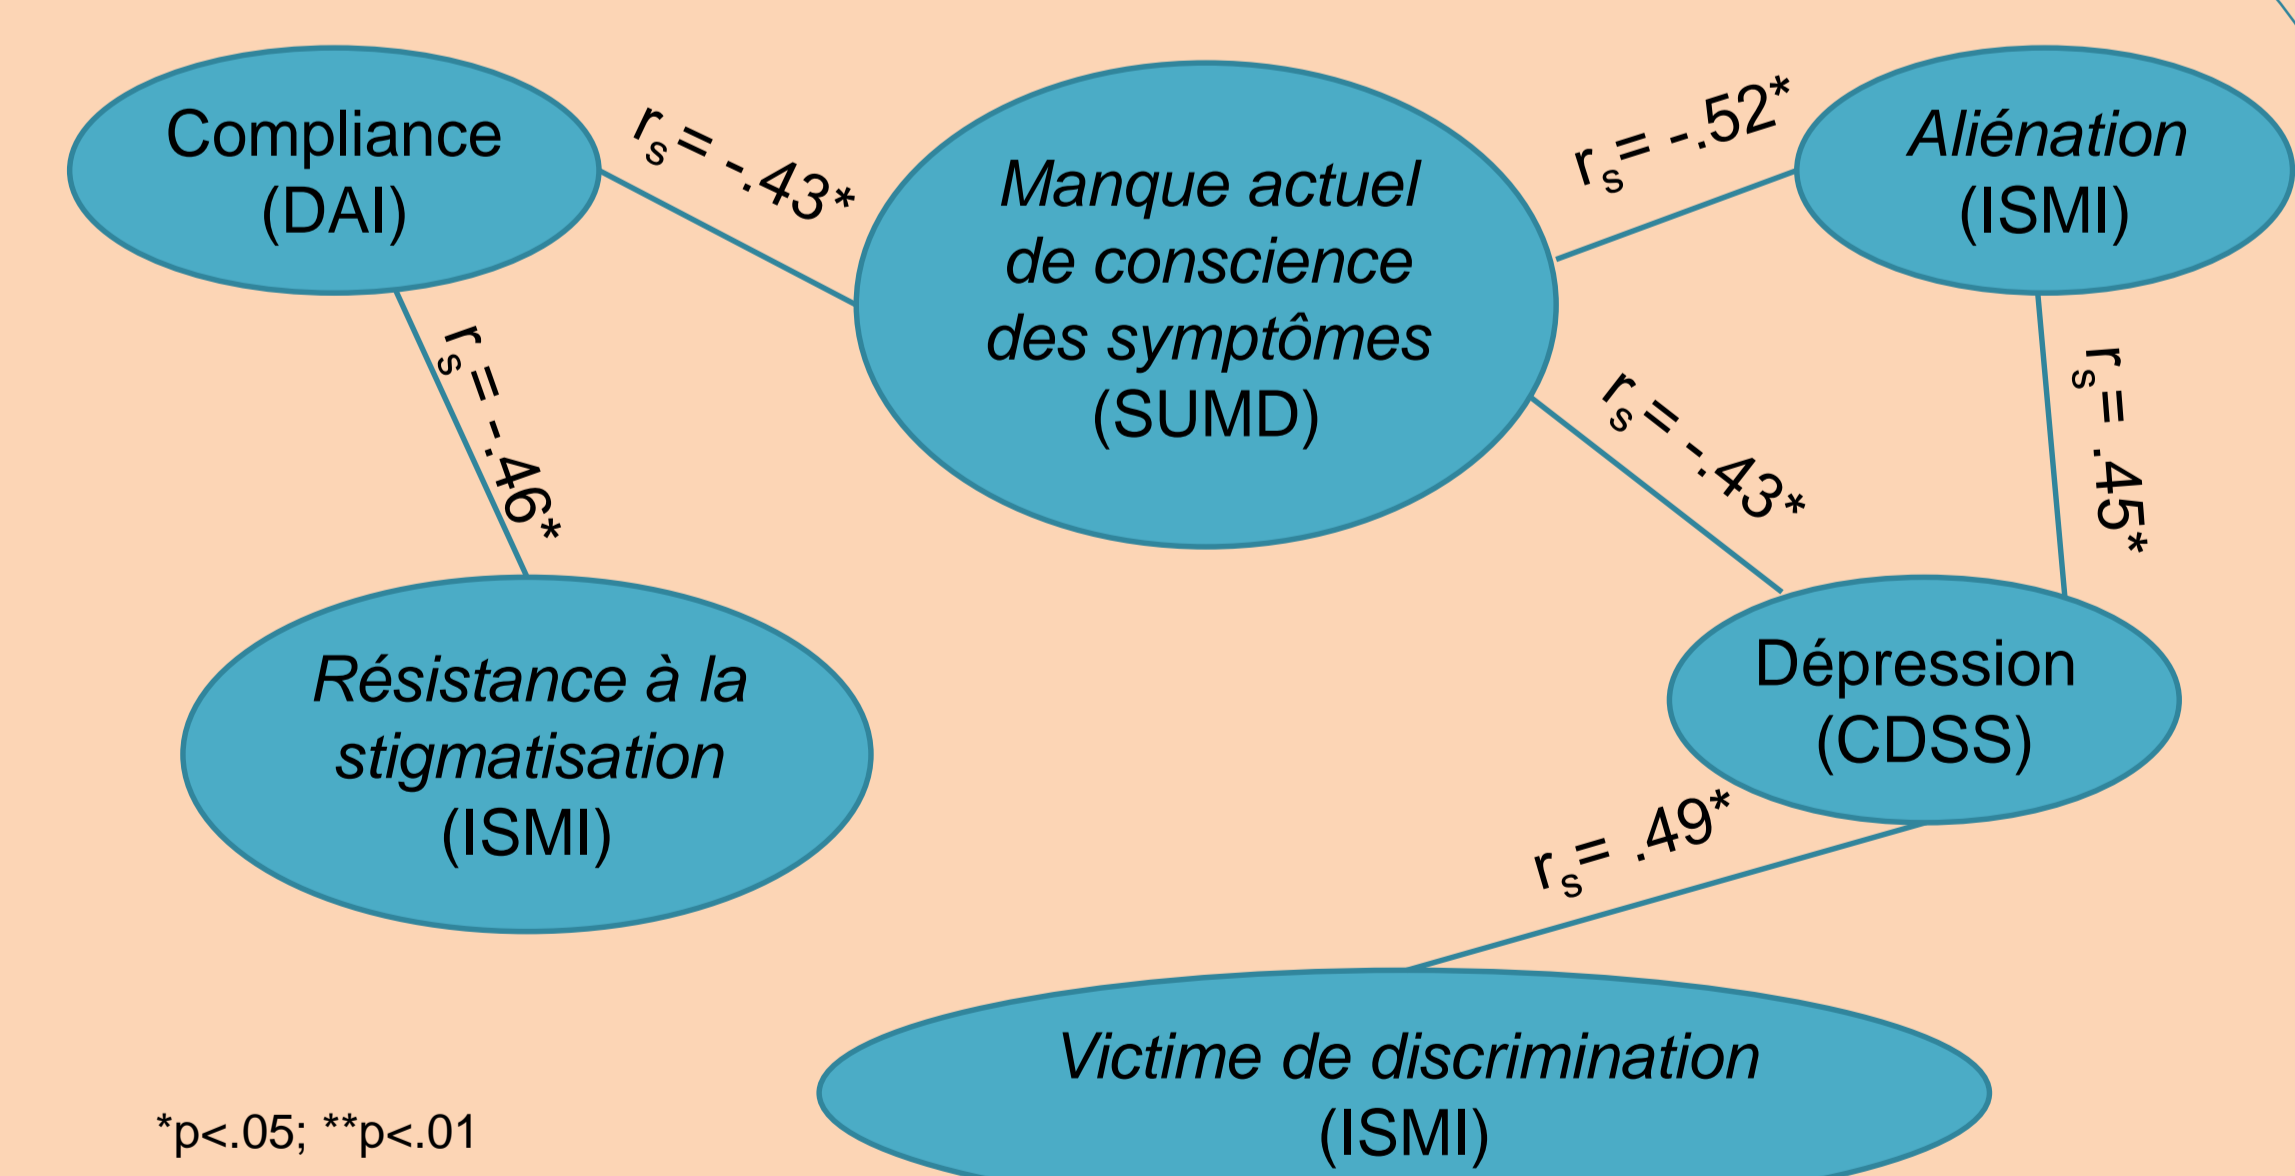 Compliance
(DAI)
rs = -.43*
Manque actuel
de conscience
des symptômes
(SUMD)
rs = -.52*
Aliénation
(ISMI)
rs = -.46*
rs = -.43*
rs = .45*
Résistance à la
stigmatisation
(ISMI)
Dépression
(CDSS)
rs = .49*
Victime de discrimination
(ISMI)
*p<.05; **p<.01